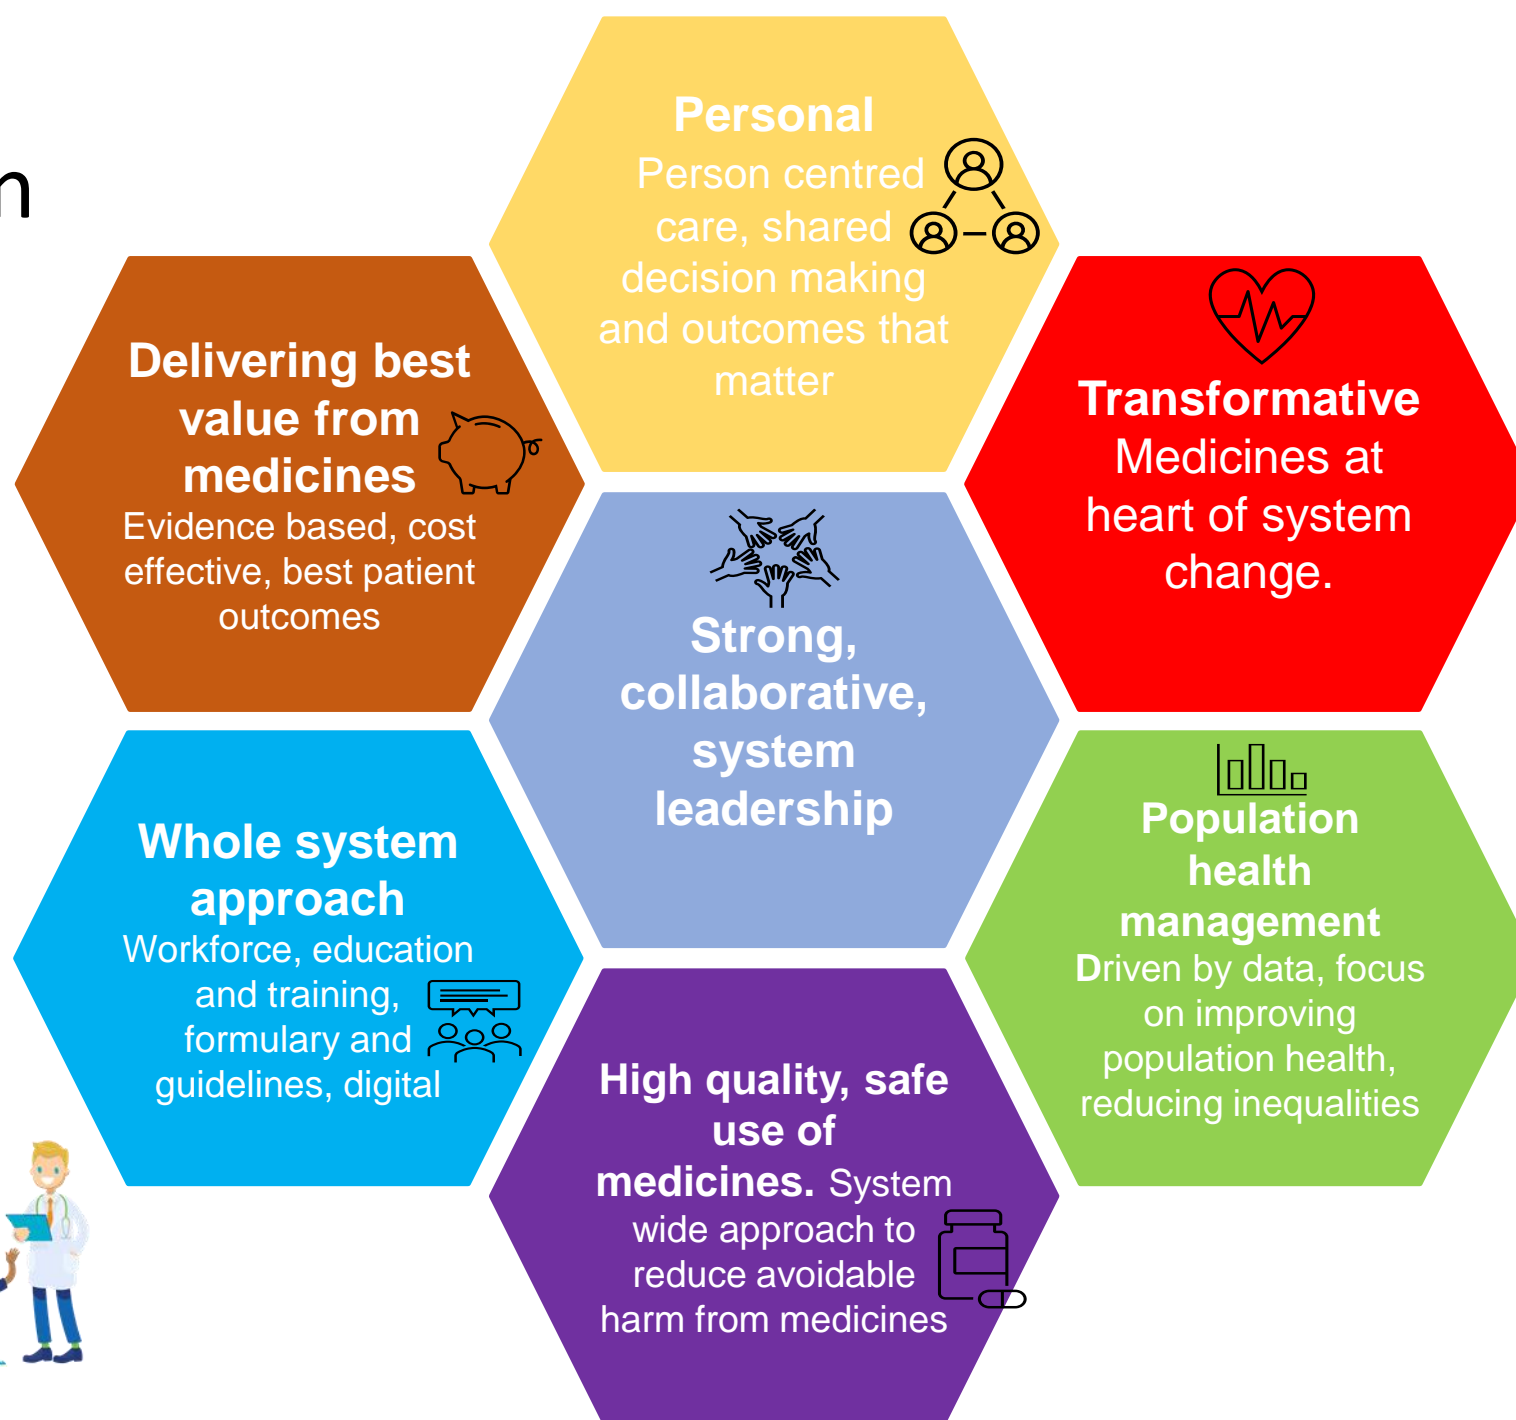 Personal
Person centred
care, shared
decision making
and outcomes that
matter
Delivering best
value from
medicines
Evidence based, cost
effective, best patient
outcomes
Transformative
Medicines at
heart of system
change.
Strong,
collaborative,
system
leadership
Whole system
approach
Workforce, education
and training,
formulary and
guidelines, digital
Population
health
management
Driven by data, focus
on improving
population health,
reducing inequalities
High quality, safe
use of
medicines. System
wide approach to
reduce avoidable
harm from medicines